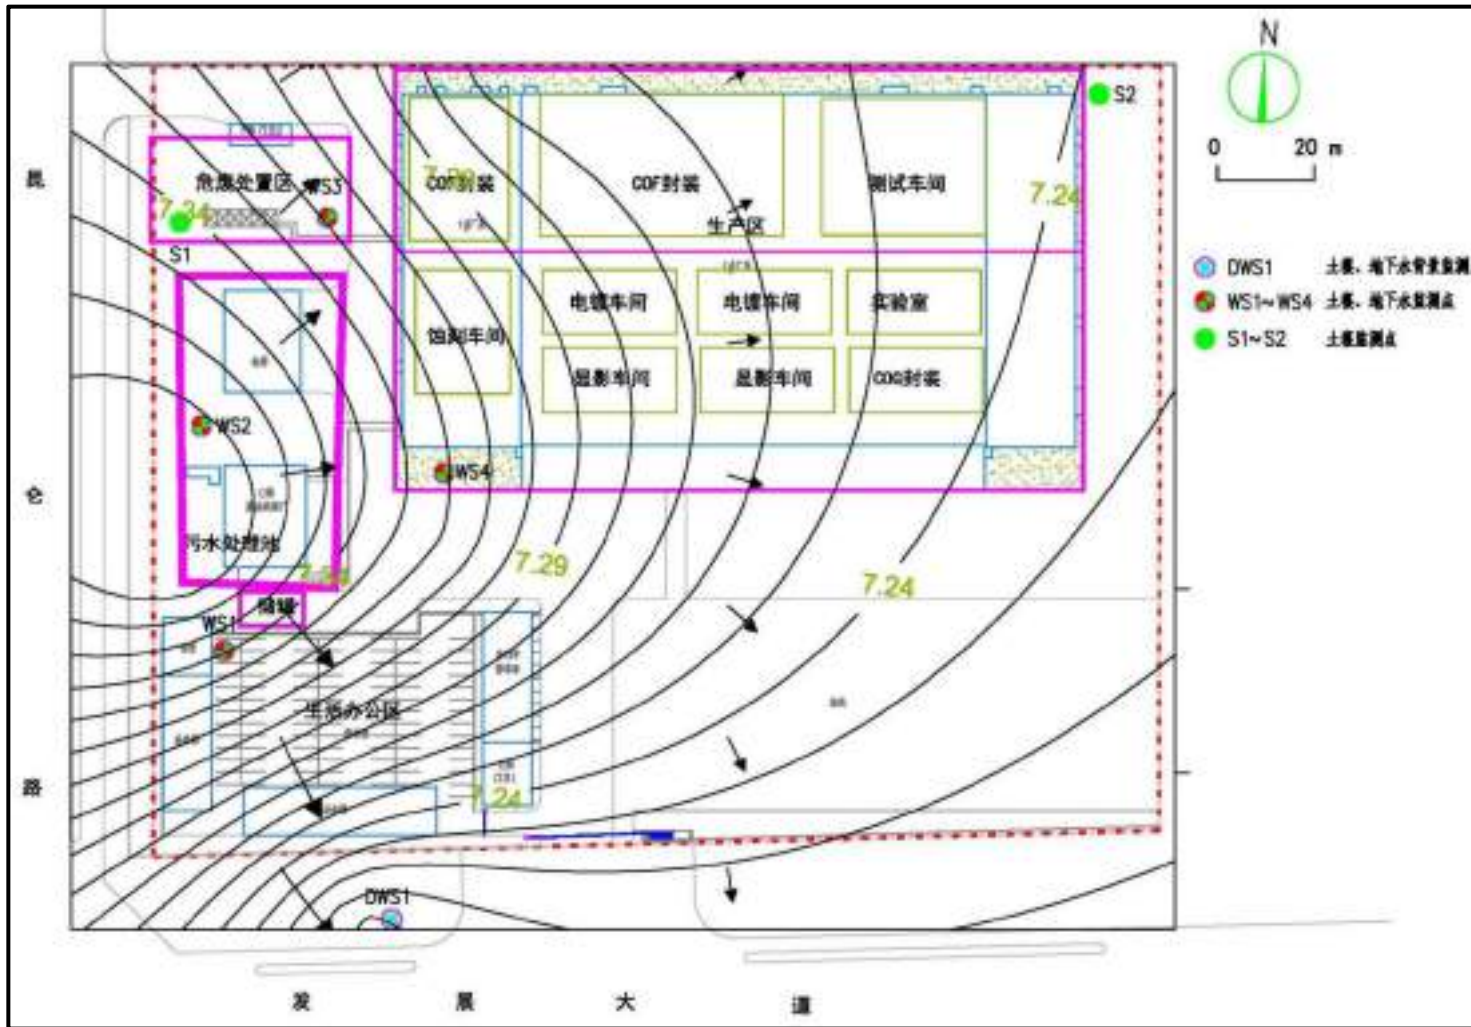 N
0 20 m
S2
危废处置区
WS3
7.34
S1
COF封装
COF封装
测试车间
7.24
生产区
DWS1 土壤、地下水背景监测
WS1~WS4 土壤、地下水监测点
S1~S2 土壤监测点
昆
仑
路
电镀车间
电镀车间
实验室
蚀刻车间
显影车间
显影车间
COG封装
WS2
WS4
污水处理池
7.29
7.24
储罐
WS1
生活办公区
7.24
DWS1
发展大道